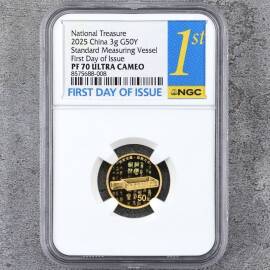 National Treasure
2025 China 3g G50Y
Standard Measuring Vessel
First Day of Issue
PF 70 ULTRA CAMEO
8575688-008
1st
FIRST DAY OF ISSUE
NGC
50